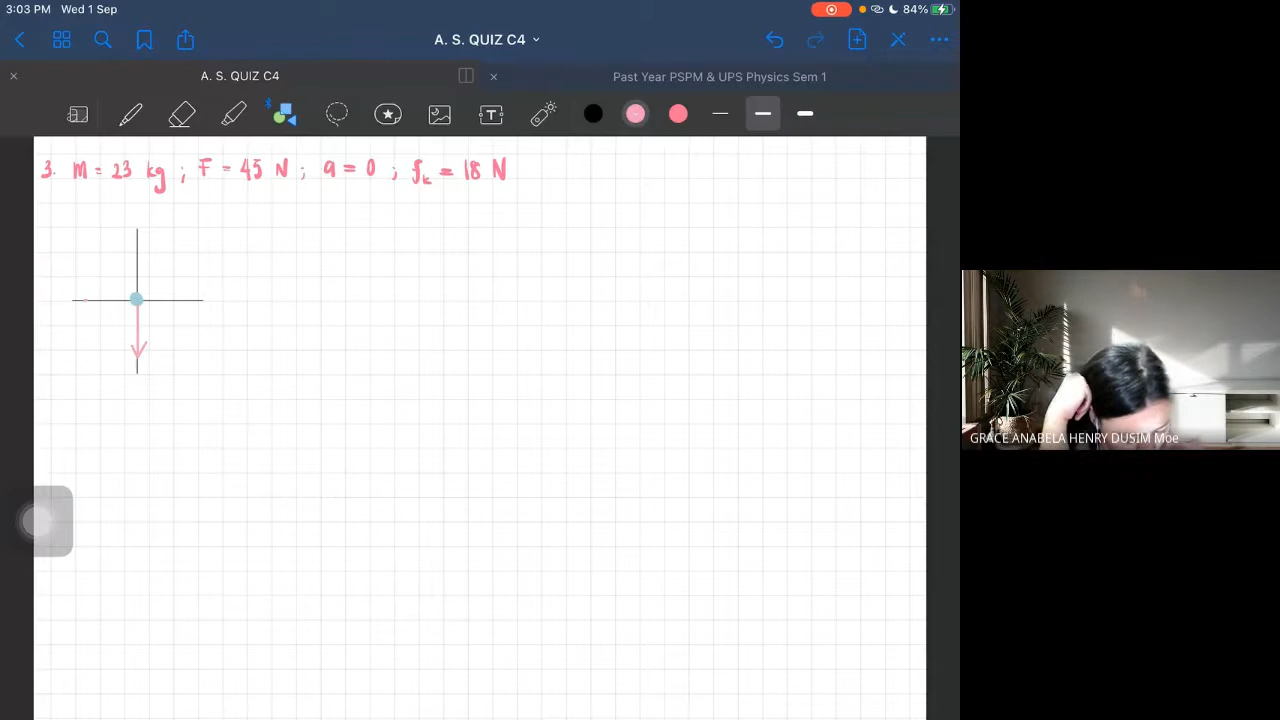 3:03 PM Wed 1 Sep
84%
A. S. QUIZ C4
A. S. QUIZ C4
Past Year PSPM & UPS Physics Sem 1
T
3. m = 23 kg ; F = 45 N ; a = 0 ; fk = 18 N
GRACE ANABELA HENRY DUSIM Moe